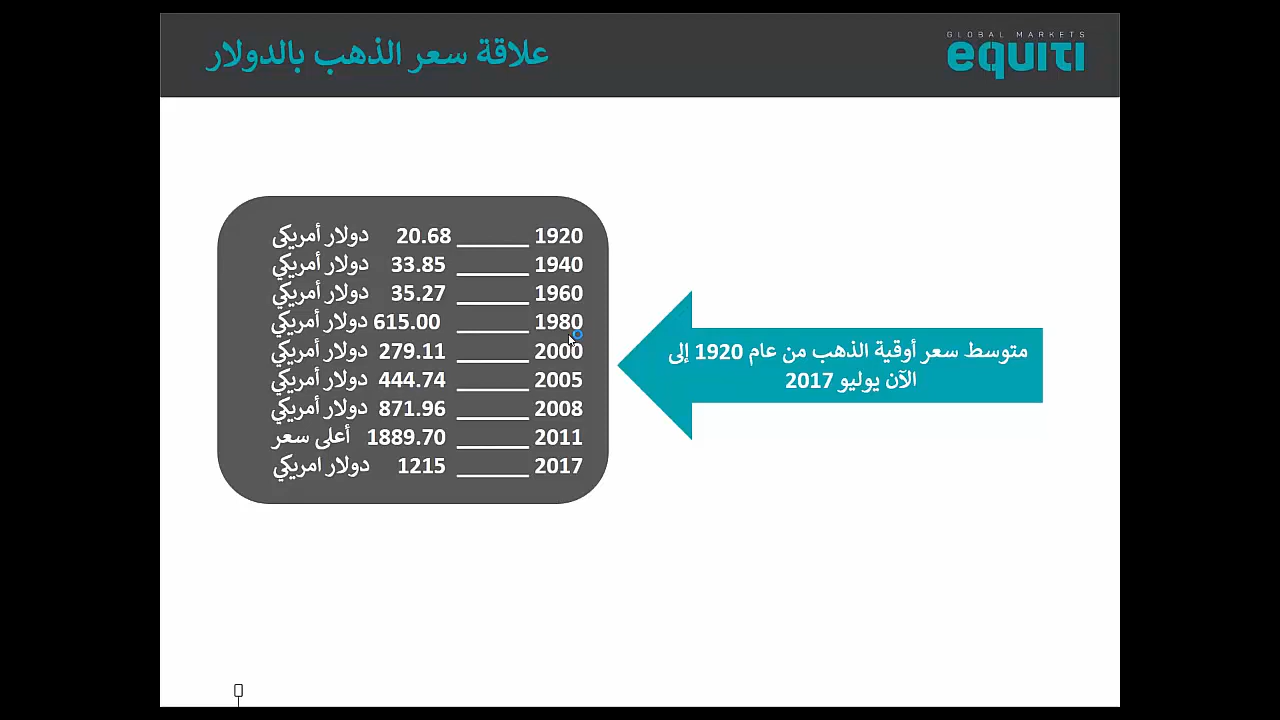 علاقة سعر الذهب بالدولار
GLOBAL MARKETS
equiti
1920 ______ 20.68 دولار أمريكي
1940 ______ 33.85 دولار أمريكي
1960 ______ 35.27 دولار أمريكي
1980 ______ 615.00 دولار أمريكي
2000 ______ 279.11 دولار أمريكي
2005 ______ 444.74 دولار أمريكي
2008 ______ 871.96 دولار أمريكي
2011 ______ 1889.70 أعلى سعر
2017 ______ 1215 دولار امريكي
متوسط سعر أوقية الذهب من عام 1920 إلى
الآن يوليو 2017